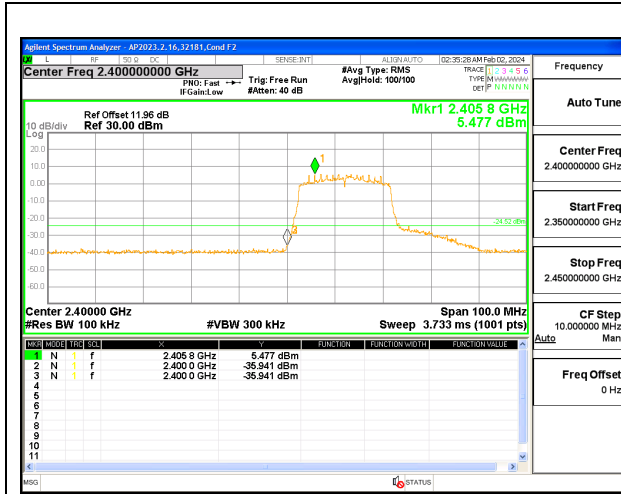 Agilent Spectrum Analyzer - AP2023.2.16,32181,Cond F2
L RF 50 Ω DC SENSE:INT ALIGNAUTO 02:35:28 AM Feb 02, 2024
Center Freq 2.400000000 GHz
PNO: Fast
IFGain:Low
Trig: Free Run
#Atten: 40 dB
#Avg Type: RMS
Avg|Hold: 100/100
TRACE 1 2 3 4 5 6
TYPE M
DET P N N N N N
Frequency
Auto Tune
Center Freq
2.400000000 GHz
Start Freq
2.350000000 GHz
Stop Freq
2.450000000 GHz
CF Step
10.000000 MHz
Auto Man
Freq Offset
0 Hz
Mkr1 2.405 8 GHz
5.477 dBm
Ref Offset 11.96 dB
10 dB/div Ref 30.00 dBm
Log
20.0
10.0
0.00
-10.0
-20.0
-30.0
-40.0
-50.0
-60.0
1
-24.52 dBm
Center 2.40000 GHz Span 100.0 MHz
#Res BW 100 kHz #VBW 300 kHz Sweep 3.733 ms (1001 pts)
MKR MODE TRC SCL X Y FUNCTION FUNCTION WIDTH FUNCTION VALUE
1 N 1 f 2.405 8 GHz 5.477 dBm
2 N 1 f 2.400 0 GHz -35.941 dBm
3 N 1 f 2.400 0 GHz -35.941 dBm
4
5
6
7
8
9
10
11
MSG STATUS